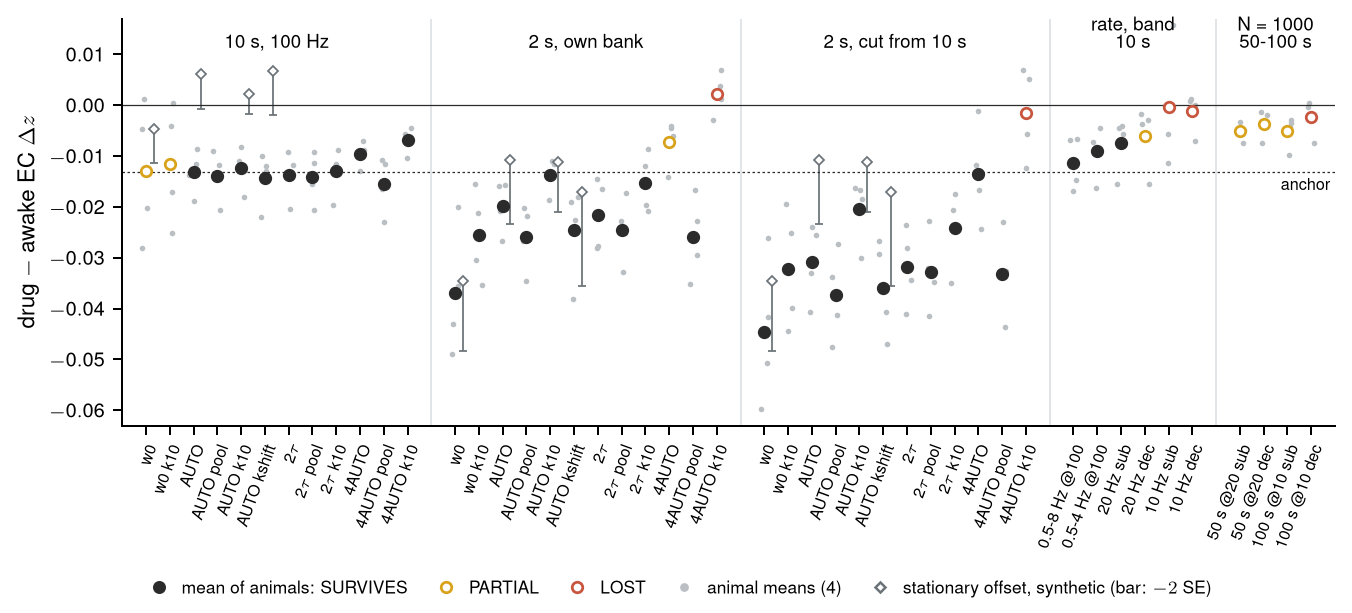 rate, band
N = 1000
10 s, 100 Hz
2 s, own bank
2 s, cut from 10 s
10 s
50-100 s
drug − awake EC Δz
0.01
0.00
−0.01
−0.02
−0.03
−0.04
−0.05
−0.06
anchor
w0
w0 k10
AUTO
AUTO pool
AUTO k10
AUTO kshift
2τ
2τ pool
2τ k10
4AUTO
4AUTO pool
4AUTO k10
w0
w0 k10
AUTO
AUTO pool
AUTO k10
AUTO kshift
2τ
2τ pool
2τ k10
4AUTO
4AUTO pool
4AUTO k10
w0
w0 k10
AUTO
AUTO pool
AUTO k10
AUTO kshift
2τ
2τ pool
2τ k10
4AUTO
4AUTO pool
4AUTO k10
0.5-8 Hz @100
0.5-4 Hz @100
20 Hz sub
20 Hz dec
10 Hz sub
10 Hz dec
50 s @20 sub
50 s @20 dec
100 s @10 sub
100 s @10 dec
mean of animals: SURVIVES
PARTIAL
LOST
animal means (4)
stationary offset, synthetic (bar: −2 SE)